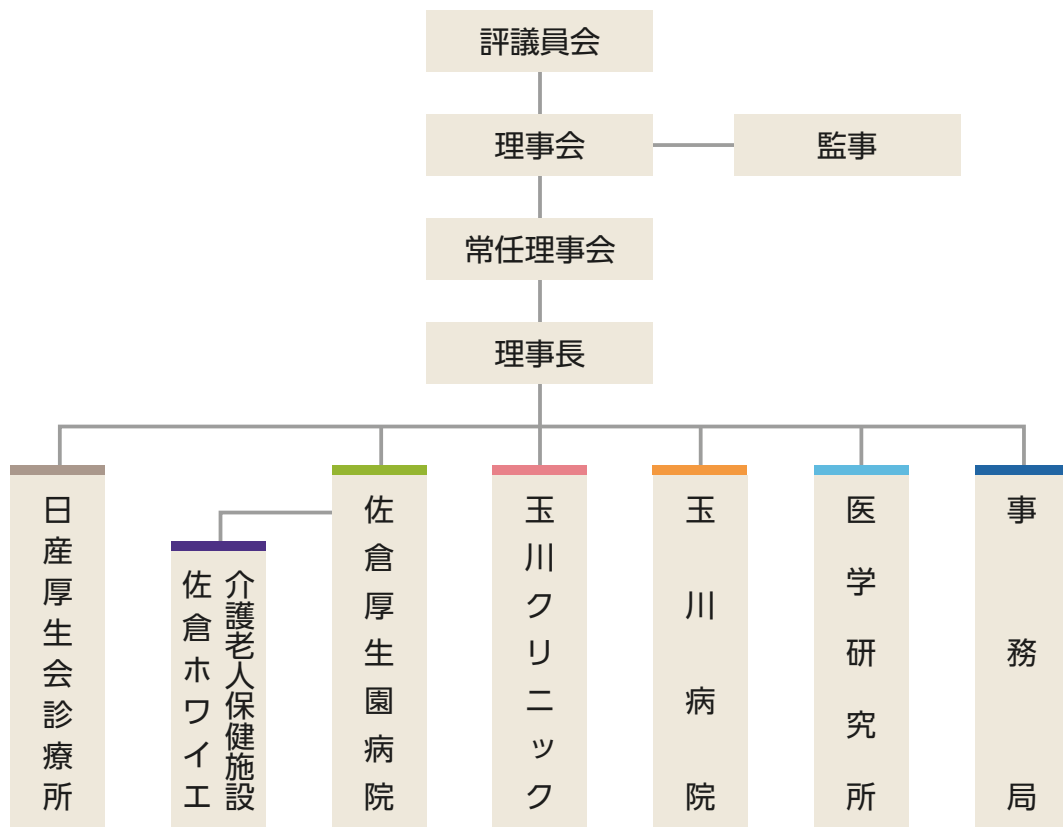 評議員会
理事会
監事
常任理事会
理事長
事務局
医学研究所
玉川病院
玉川クリニック
佐倉厚生園病院
介護老人保健施設
佐倉ホワイエ
日産厚生会診療所